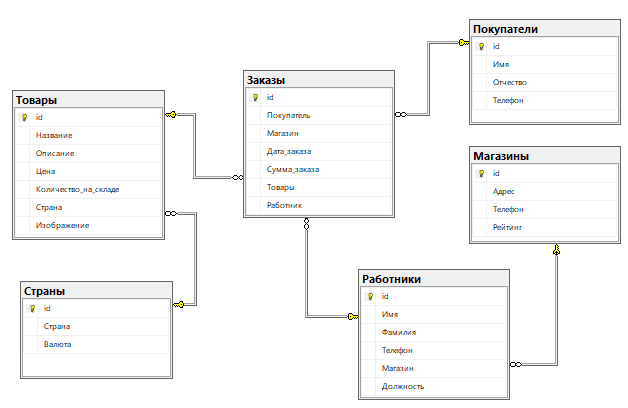 Товары
id
Название
Описание
Цена
Количество_на_складе
Страна
Изображение
Страны
id
Страна
Валюта
Заказы
id
Покупатель
Магазин
Дата_заказа
Сумма_заказа
Товары
Работник
Покупатели
id
Имя
Отчество
Телефон
Магазины
id
Адрес
Телефон
Рейтинг
Работники
id
Имя
Фамилия
Телефон
Магазин
Должность